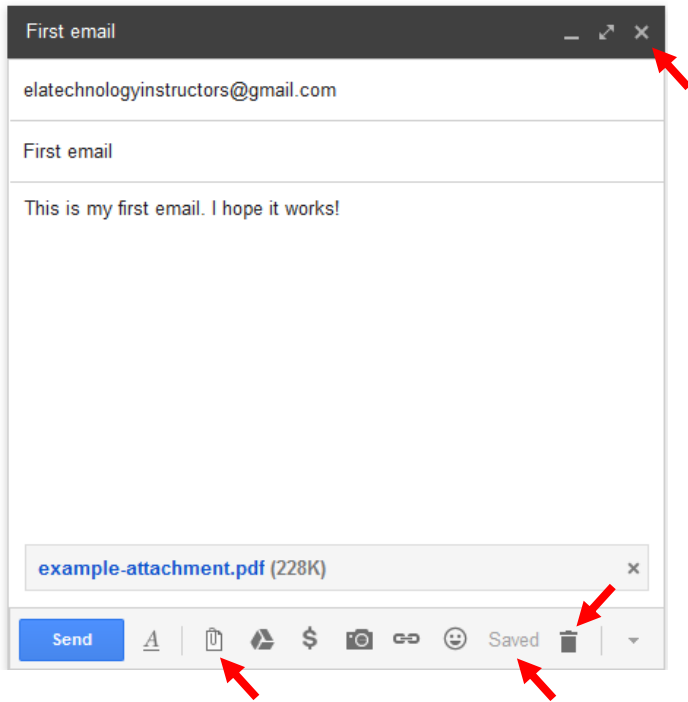 First email
elatechnologyinstructors@gmail.com
First email
This is my first email. I hope it works!
example-attachment.pdf (228K)
Send A $ Saved